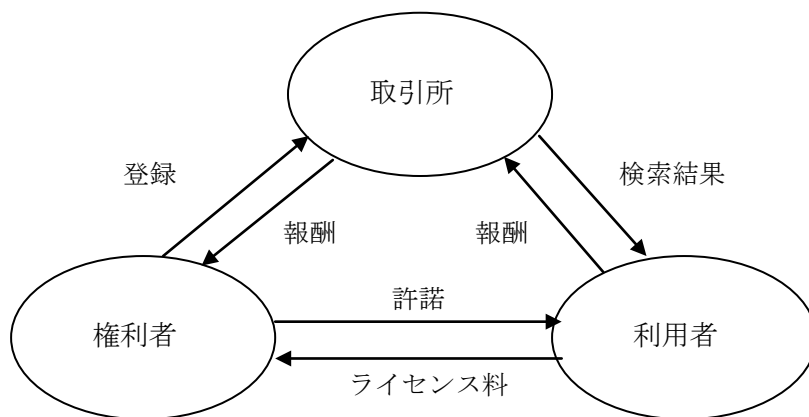 取引所
登録
検索結果
報酬
報酬
許諾
権利者
利用者
ライセンス料